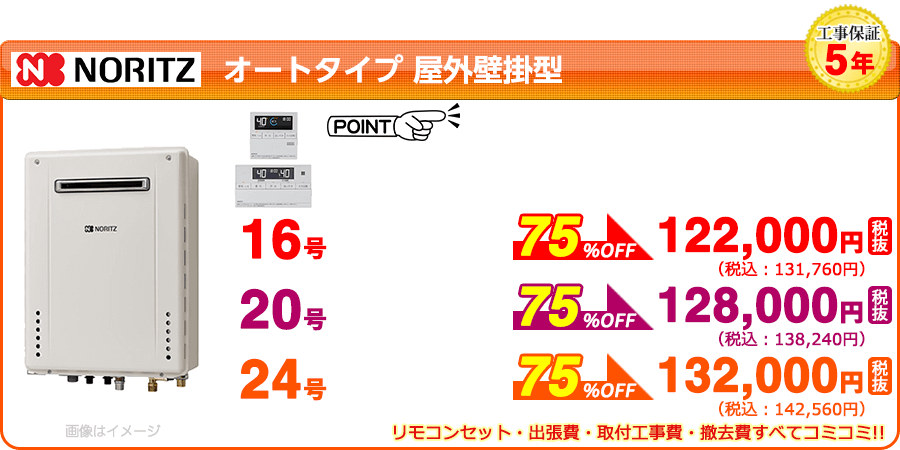 工事保証
5年
NORITZ オートタイプ 屋外壁掛型
POINT
NORITZ
16号 75%OFF 122,000円 税抜
（税込：131,760円）
20号 75%OFF 128,000円 税抜
（税込：138,240円）
24号 75%OFF 132,000円 税抜
（税込：142,560円）
画像はイメージ
リモコンセット・出張費・取付工事費・撤去費すべてコミコミ!!